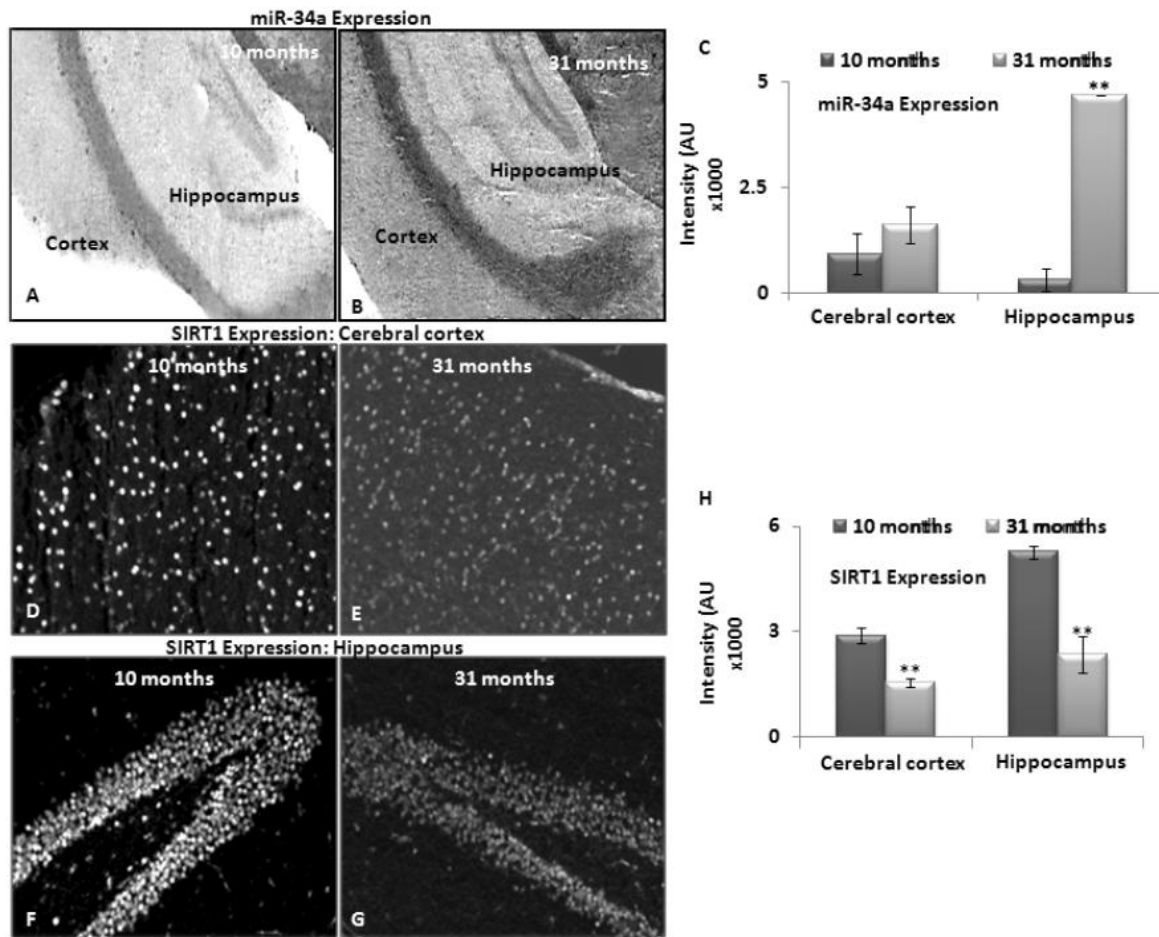 miR-34a Expression
10 months
31 months
Hippocampus
Cortex
A
Hippocampus
Cortex
B
C
10 months
31 months
miR-34a Expression
**
Intensity (AU
x1000
5
2.5
0
Cerebral cortex
Hippocampus
SIRT1 Expression: Cerebral cortex
10 months
31 months
D
E
SIRT1 Expression: Hippocampus
10 months
31 months
F
G
H
10 months
31 months
SIRT1 Expression
**
**
Intensity (AU
x1000
6
3
0
Cerebral cortex
Hippocampus